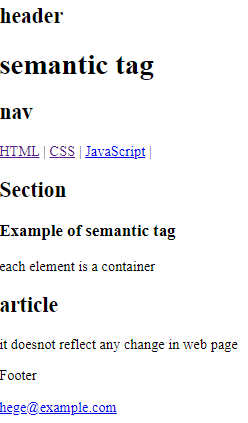 header
semantic tag
nav
HTML | CSS | JavaScript |
Section
Example of semantic tag
each element is a container
article
it doesnot reflect any change in web page
Footer
hege@example.com